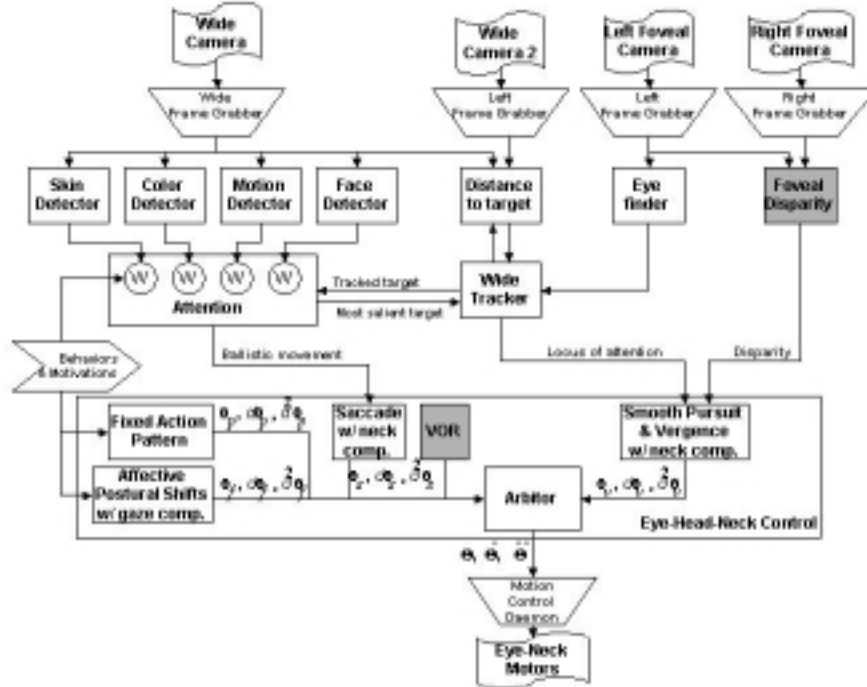 Wide
Camera
Wide
Camera 2
Left Foveal
Camera
Right Foveal
Camera
Wide
Frame Grabber
Left
Frame Grabber
Left
Frame Grabber
Right
Frame Grabber
Skin
Detector
Color
Detector
Motion
Detector
Face
Detector
Distance
to target
Eye
finder
Foveal
Disparity
W
W
W
W
Attention
Tracked target
Most salient target
Wide
Tracker
Behaviors
& Motivations
Ballistic movement
Locus of attention
Disparity
Fixed Action
Pattern
Saccade
w/ neck
comp.
VOR
Smooth Pursuit
& Vergence
w/ neck comp.
Affective
Postural Shifts
w/ gaze comp.
Arbitor
Eye-Head-Neck Control
Motion
Control
Daemon
Eye-Neck
Motors